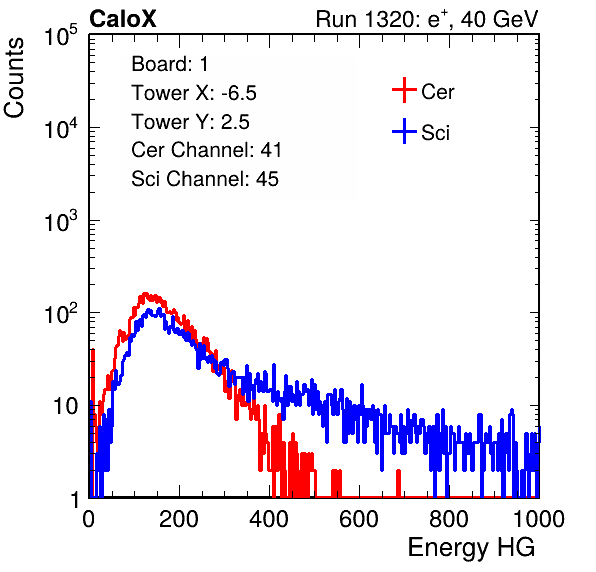 CaloX Run 1320: e⁺, 40 GeV
Counts
10⁵
10⁴
10³
10²
10
1
Board: 1
Tower X: -6.5
Tower Y: 2.5
Cer Channel: 41
Sci Channel: 45
Cer
Sci
0 200 400 600 800 1000
Energy HG